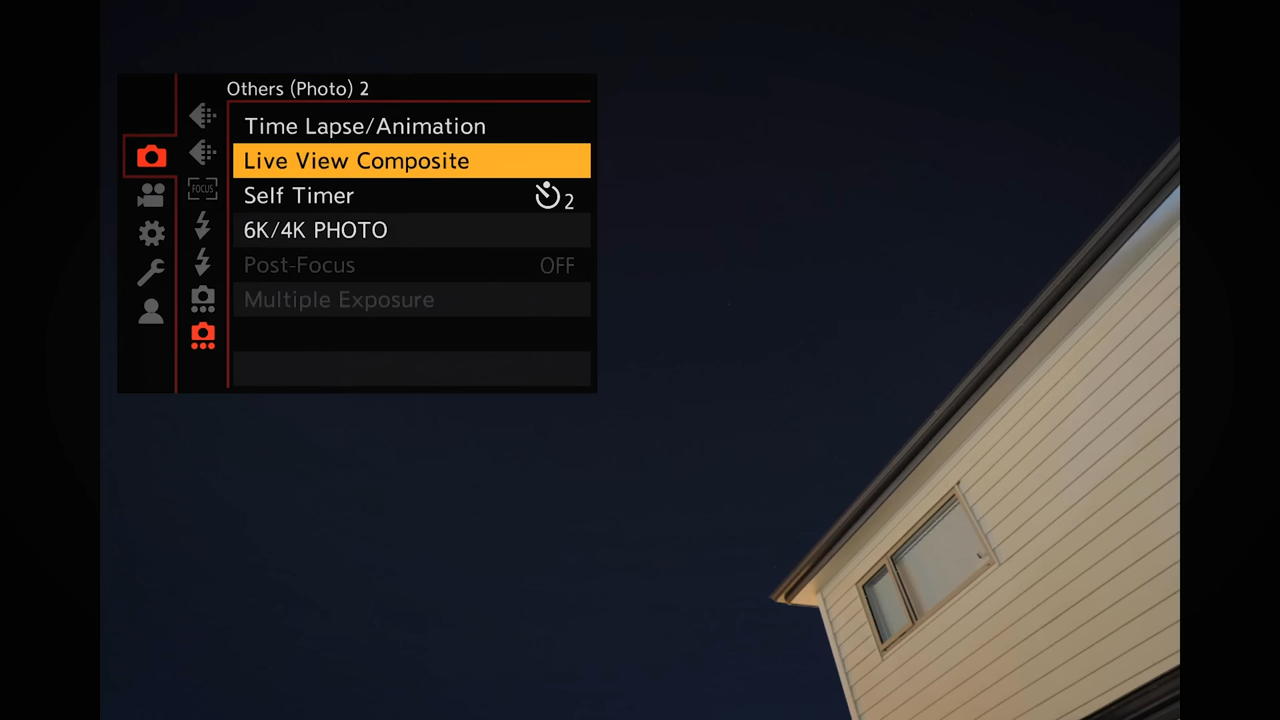 Others (Photo) 2
Time Lapse/Animation
Live View Composite
Self Timer 2
FOCUS
6K/4K PHOTO
Post-Focus OFF
Multiple Exposure